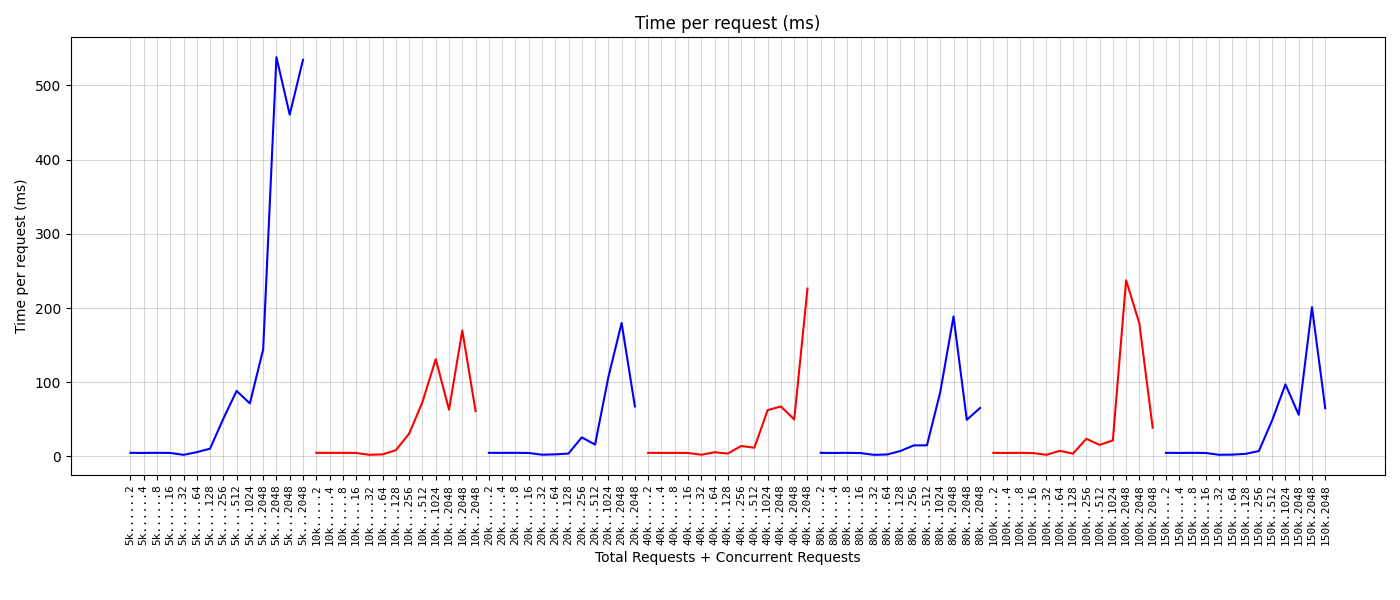 Time per request (ms)
Time per request (ms)
500
400
300
200
100
0
5k......2
5k......4
5k......8
5k.....16
5k.....32
5k.....64
5k....128
5k....256
5k....512
5k...1024
5k...2048
5k...2048
5k...2048
5k...2048
10k.....2
10k.....4
10k.....8
10k....16
10k....32
10k....64
10k...128
10k...256
10k...512
10k..1024
10k..2048
10k..2048
10k..2048
20k.....2
20k.....4
20k.....8
20k....16
20k....32
20k....64
20k...128
20k...256
20k...512
20k..1024
20k..2048
20k..2048
40k.....2
40k.....4
40k.....8
40k....16
40k....32
40k....64
40k...128
40k...256
40k...512
40k..1024
40k..2048
40k..2048
40k..2048
80k.....2
80k.....4
80k.....8
80k....16
80k....32
80k....64
80k...128
80k...256
80k...512
80k..1024
80k..2048
80k..2048
80k..2048
100k....2
100k....4
100k....8
100k...16
100k...32
100k...64
100k..128
100k..256
100k..512
100k.1024
100k.2048
100k.2048
100k.2048
150k....2
150k....4
150k....8
150k...16
150k...32
150k...64
150k..128
150k..256
150k..512
150k.1024
150k.2048
150k.2048
150k.2048
Total Requests + Concurrent Requests